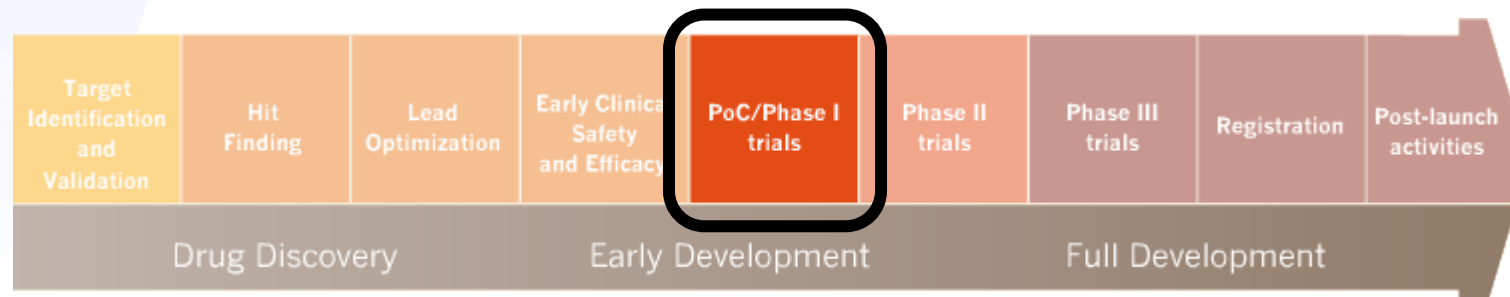 Target
Identification
and
Validation
Hit
Finding
Lead
Optimization
Early Clinica
Safety
and Efficacy
PoC/Phase I
trials
Phase II
trials
Phase III
trials
Registration
Post-launch
activities
Drug Discovery
Early Development
Full Development